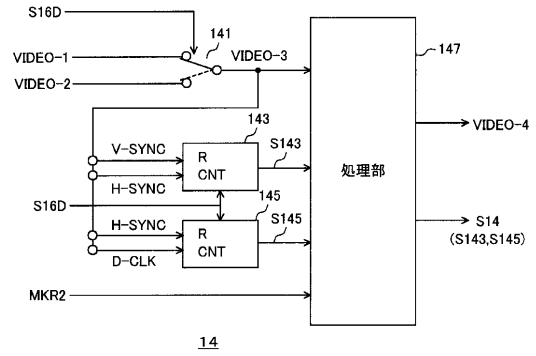 S16D
141
VIDEO-1
VIDEO-2
VIDEO-3
147
143
V-SYNC
R
CNT
S143
H-SYNC
S16D
145
H-SYNC
R
CNT
S145
D-CLK
MKR2
処理部
VIDEO-4
S14
(S143,S145)
14